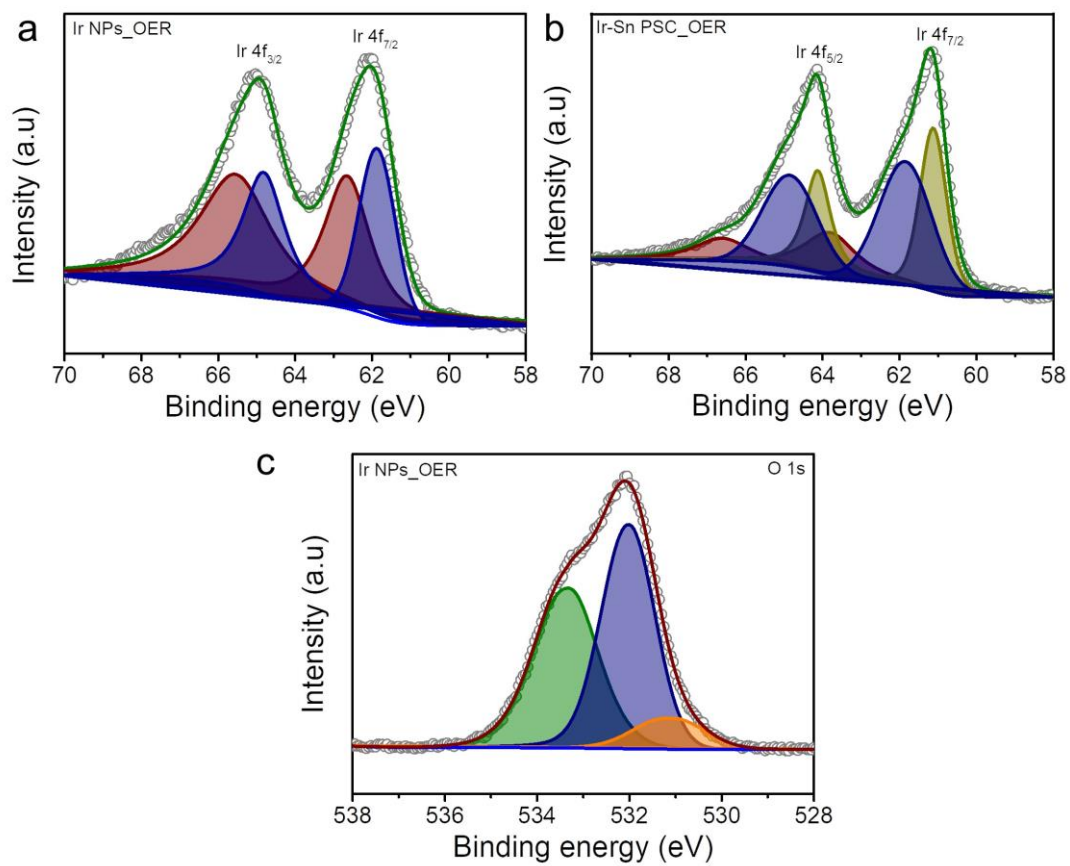 a
Ir NPs_OER
Ir 4f3/2
Ir 4f7/2
Intensity (a.u)
70 68 66 64 62 60 58
Binding energy (eV)
b
Ir-Sn PSC_OER
Ir 4f5/2
Ir 4f7/2
Intensity (a.u)
70 68 66 64 62 60 58
Binding energy (eV)
c
Ir NPs_OER
O 1s
Intensity (a.u)
538 536 534 532 530 528
Binding energy (eV)